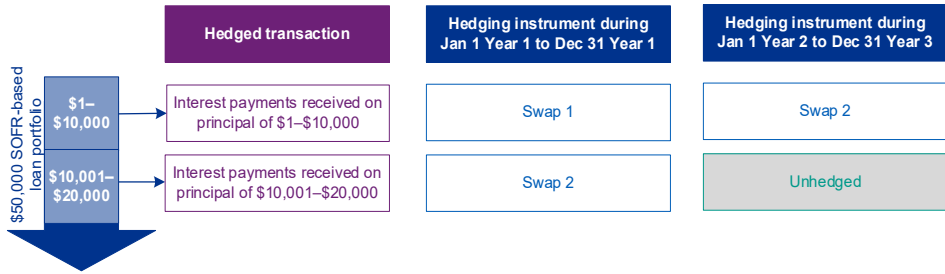 Hedged transaction
Hedging instrument during
Jan 1 Year 1 to Dec 31 Year 1
Hedging instrument during
Jan 1 Year 2 to Dec 31 Year 3
$50,000 SOFR-based
loan portfolio
$1–
$10,000
Interest payments received on
principal of $1–$10,000
Swap 1
Swap 2
$10,001–
$20,000
Interest payments received on
principal of $10,001–$20,000
Swap 2
Unhedged